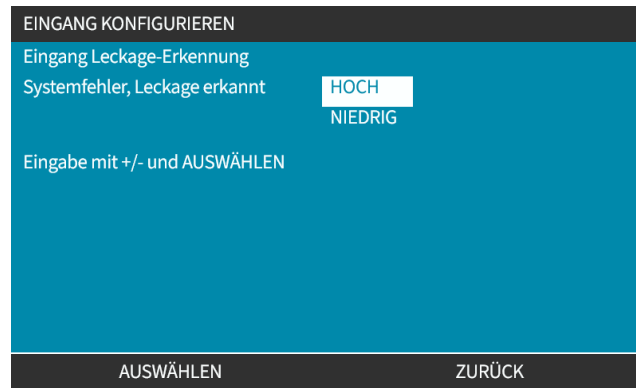 EINGANG KONFIGURIEREN
Eingang Leckage-Erkennung
Systemfehler, Leckage erkannt HOCH
NIEDRIG
Eingabe mit +/- und AUSWÄHLEN
AUSWÄHLEN ZURÜCK